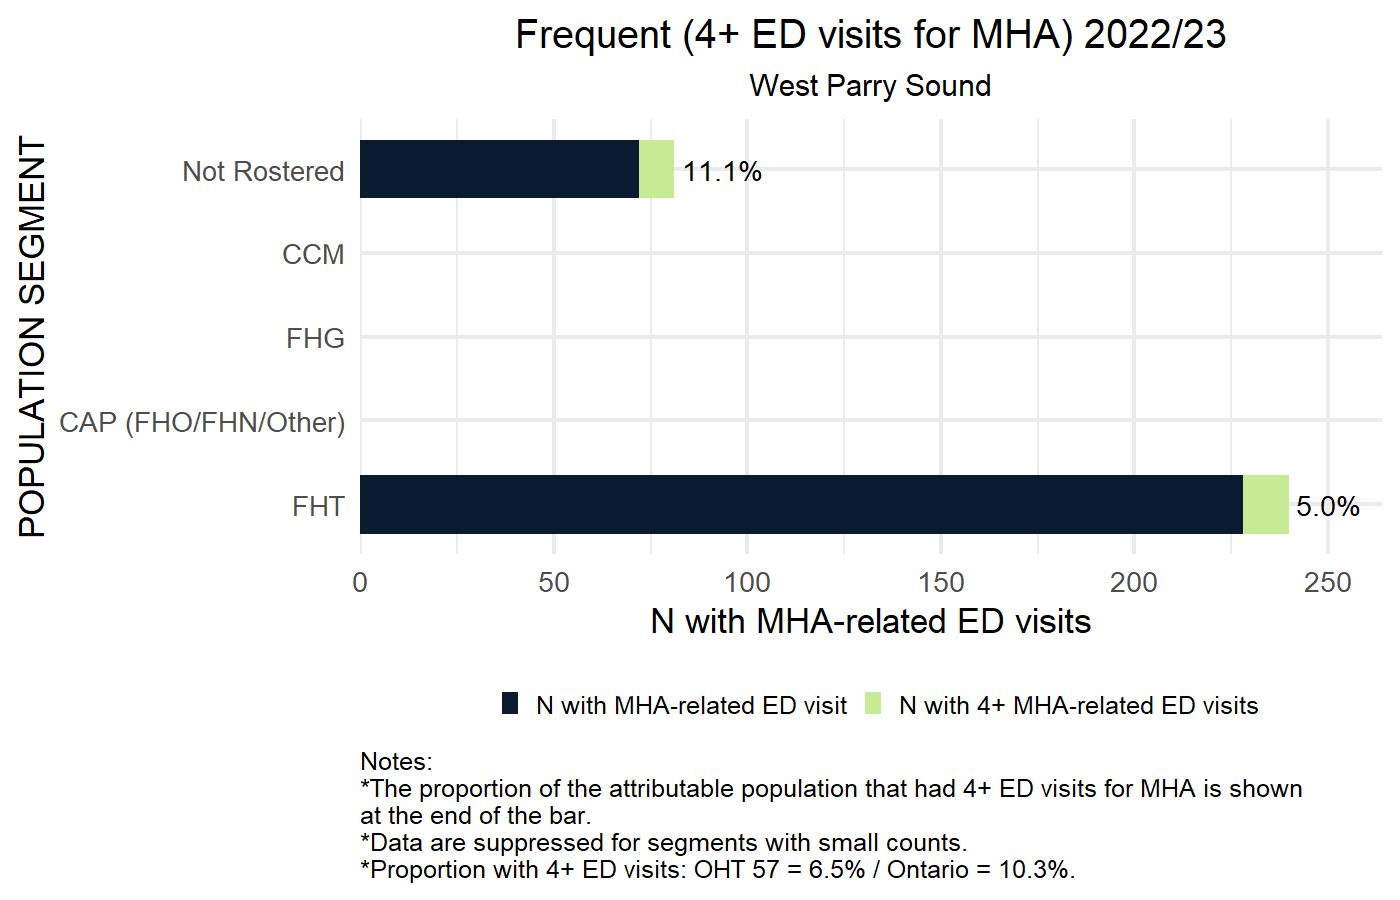 Frequent (4+ ED visits for MHA) 2022/23
West Parry Sound
POPULATION SEGMENT
Not Rostered
11.1%
CCM
FHG
CAP (FHO/FHN/Other)
FHT
5.0%
0 50 100 150 200 250
N with MHA-related ED visits
N with MHA-related ED visit N with 4+ MHA-related ED visits
Notes:
*The proportion of the attributable population that had 4+ ED visits for MHA is shown
at the end of the bar.
*Data are suppressed for segments with small counts.
*Proportion with 4+ ED visits: OHT 57 = 6.5% / Ontario = 10.3%.